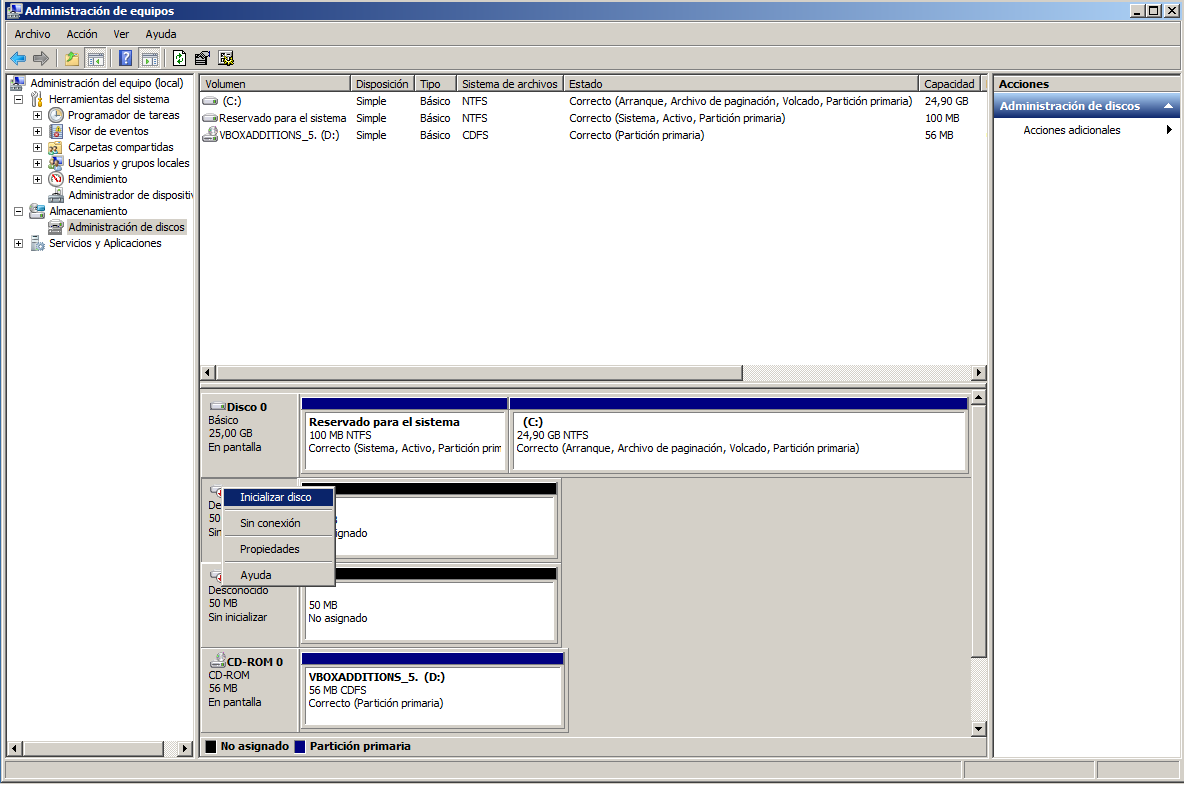 Administración de equipos
Archivo Acción Ver Ayuda
Administración del equipo (local)
Herramientas del sistema
Programador de tareas
Visor de eventos
Carpetas compartidas
Usuarios y grupos locales
Rendimiento
Administrador de dispositiv
Almacenamiento
Administración de discos
Servicios y Aplicaciones
Volumen Disposición Tipo Sistema de archivos Estado Capacidad
(C:) Simple Básico NTFS Correcto (Arranque, Archivo de paginación, Volcado, Partición primaria) 24,90 GB
Reservado para el sistema Simple Básico NTFS Correcto (Sistema, Activo, Partición primaria) 100 MB
VBOXADDITIONS_5. (D:) Simple Básico CDFS Correcto (Partición primaria) 56 MB
Disco 0
Básico
25,00 GB
En pantalla
Reservado para el sistema
100 MB NTFS
Correcto (Sistema, Activo, Partición prim
(C:)
24,90 GB NTFS
Correcto (Arranque, Archivo de paginación, Volcado, Partición primaria)
De
50
Sin
ignado
Inicializar disco
Sin conexión
Propiedades
Ayuda
Desconocido
50 MB
Sin inicializar
50 MB
No asignado
CD-ROM 0
CD-ROM
56 MB
En pantalla
VBOXADDITIONS_5. (D:)
56 MB CDFS
Correcto (Partición primaria)
No asignado Partición primaria
Acciones
Administración de discos
Acciones adicionales